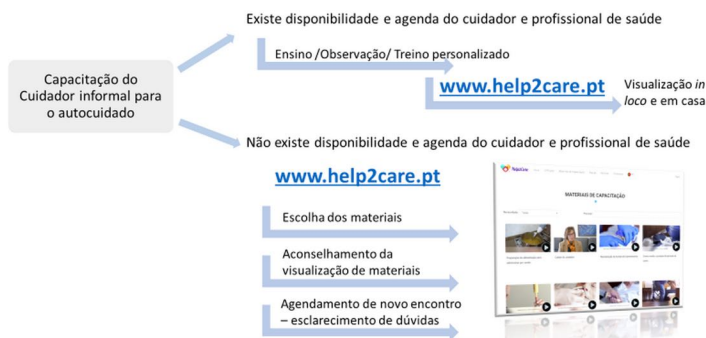 Existe disponibilidade e agenda do cuidador e profissional de saúde
Ensino /Observação/ Treino personalizado
www.help2care.pt
Visualização in
loco e em casa
Capacitação do
Cuidador informal para
o autocuidado
Não existe disponibilidade e agenda do cuidador e profissional de saúde
www.help2care.pt
MATERIAIS DE CAPACITAÇÃO
Escolha dos materiais
Aconselhamento da
visualização de materiais
Agendamento de novo encontro
– esclarecimento de dúvidas